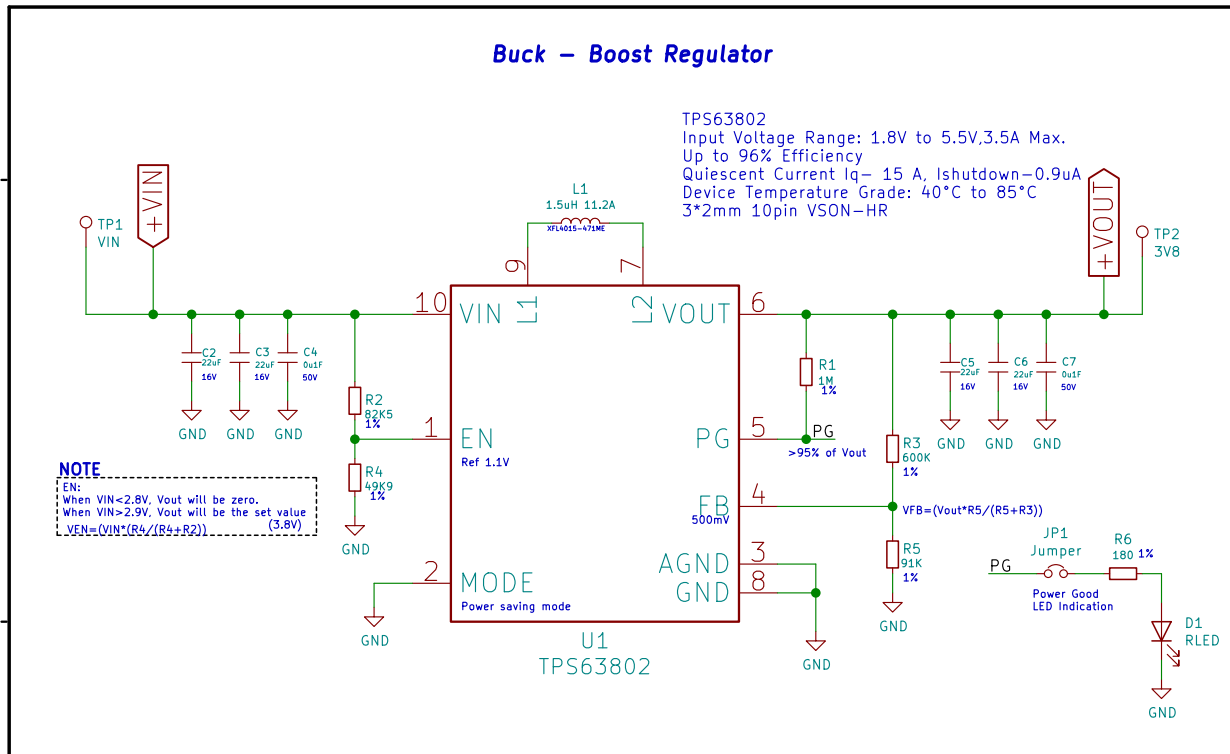 Buck – Boost Regulator
TPS63802
Input Voltage Range: 1.8V to 5.5V,3.5A Max.
Up to 96% Efficiency
Quiescent Current Iq- 15 A, Ishutdown-0.9uA
Device Temperature Grade: 40°C to 85°C
3*2mm 10pin VSON-HR
+VIN
TP1
VIN
L1
1.5uH 11.2A
XFL4015-471ME
9
7
+VOUT
TP2
3V8
10
VIN
L1
L2
VOUT
6
C2
22uF
16V
GND
C3
22uF
16V
GND
C4
0u1F
50V
GND
R2
82K5
1%
1
EN
Ref 1.1V
R4
49K9
1%
GND
NOTE
EN:
When VIN<2.8V, Vout will be zero.
When VIN>2.9V, Vout will be the set value
(3.8V)
VEN=(VIN*(R4/(R4+R2))
2
MODE
Power saving mode
GND
R1
1M
1%
PG
5
PG
>95% of Vout
R3
600K
1%
FB
500mV
4
VFB=(Vout*R5/(R5+R3))
R5
91K
1%
GND
AGND
3
GND
8
GND
U1
TPS63802
C5
22uF
16V
GND
C6
22uF
16V
GND
C7
0u1F
50V
GND
PG
JP1
Jumper
Power Good
LED Indication
R6
180 1%
D1
RLED
GND